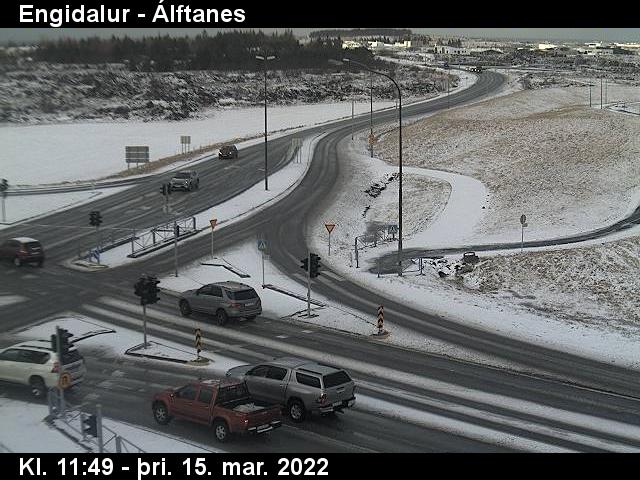 Engidalur - Álftanes
Kl. 11:49 - þri. 15. mar. 2022